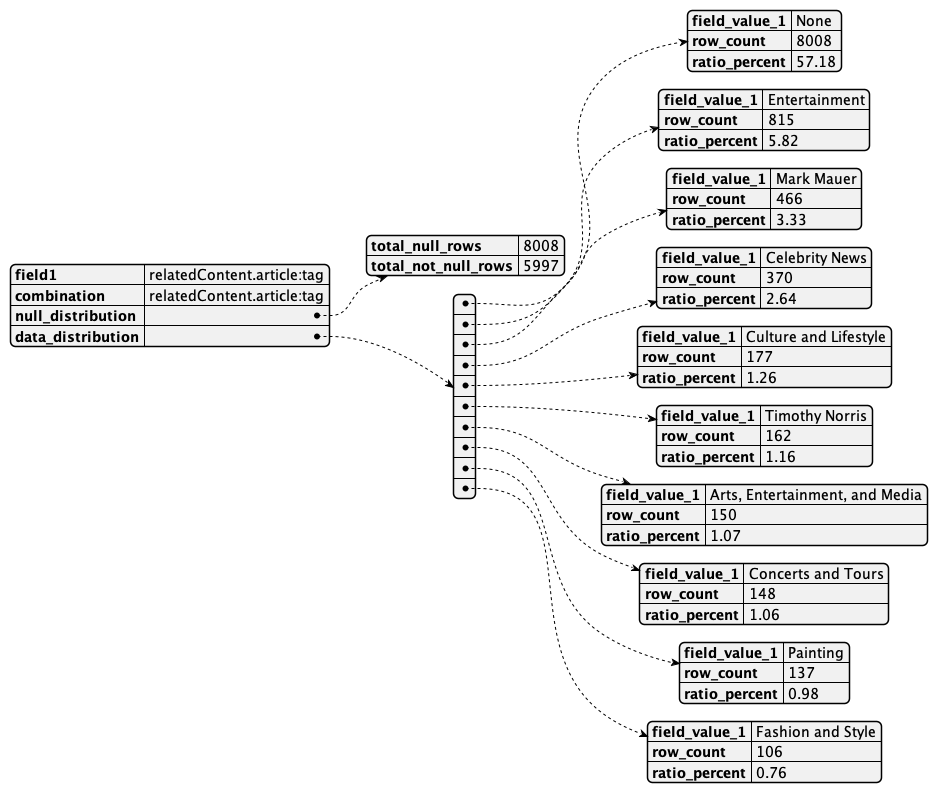 field1 relatedContent.article:tag
combination relatedContent.article:tag
null_distribution
data_distribution
total_null_rows 8008
total_not_null_rows 5997
field_value_1 None
row_count 8008
ratio_percent 57.18
field_value_1 Entertainment
row_count 815
ratio_percent 5.82
field_value_1 Mark Mauer
row_count 466
ratio_percent 3.33
field_value_1 Celebrity News
row_count 370
ratio_percent 2.64
field_value_1 Culture and Lifestyle
row_count 177
ratio_percent 1.26
field_value_1 Timothy Norris
row_count 162
ratio_percent 1.16
field_value_1 Arts, Entertainment, and Media
row_count 150
ratio_percent 1.07
field_value_1 Concerts and Tours
row_count 148
ratio_percent 1.06
field_value_1 Painting
row_count 137
ratio_percent 0.98
field_value_1 Fashion and Style
row_count 106
ratio_percent 0.76